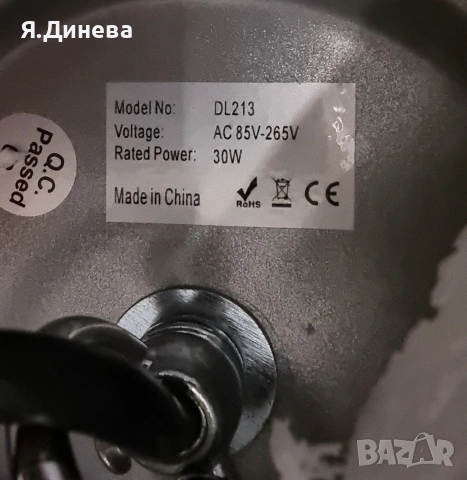 Я.Динева
Model No: DL213
Voltage: AC 85V-265V
Rated Power: 30W
Made in China
RoHS
CE
Q.C.
Passed
BAZAR